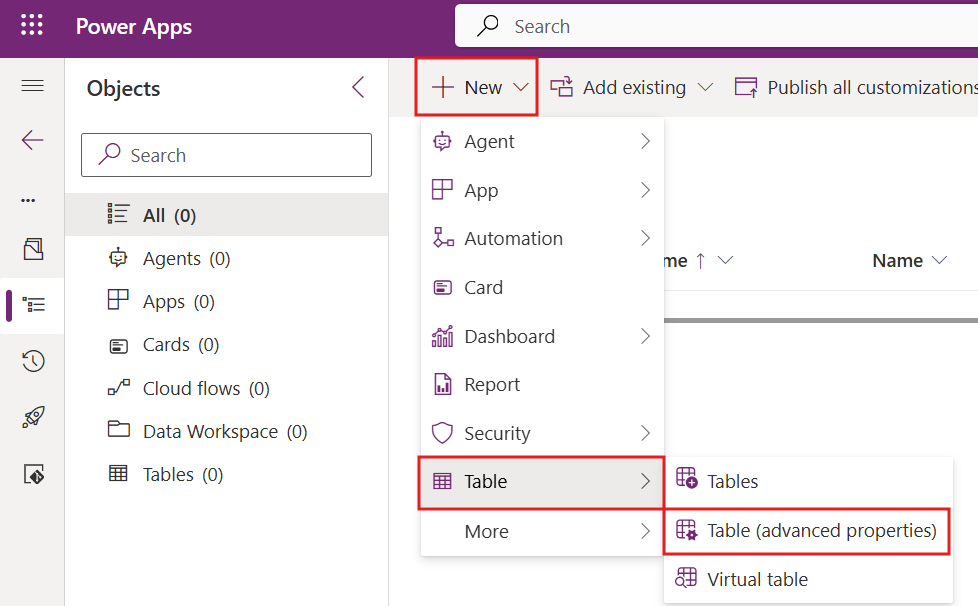 Power Apps
Search
Objects
Search
All (0)
Agents (0)
Apps (0)
Cards (0)
Cloud flows (0)
Data Workspace (0)
Tables (0)
New
Add existing
Publish all customizations
Agent
App
Automation
Card
Dashboard
Report
Security
Table
More
Tables
Table (advanced properties)
Virtual table
me ↑
Name